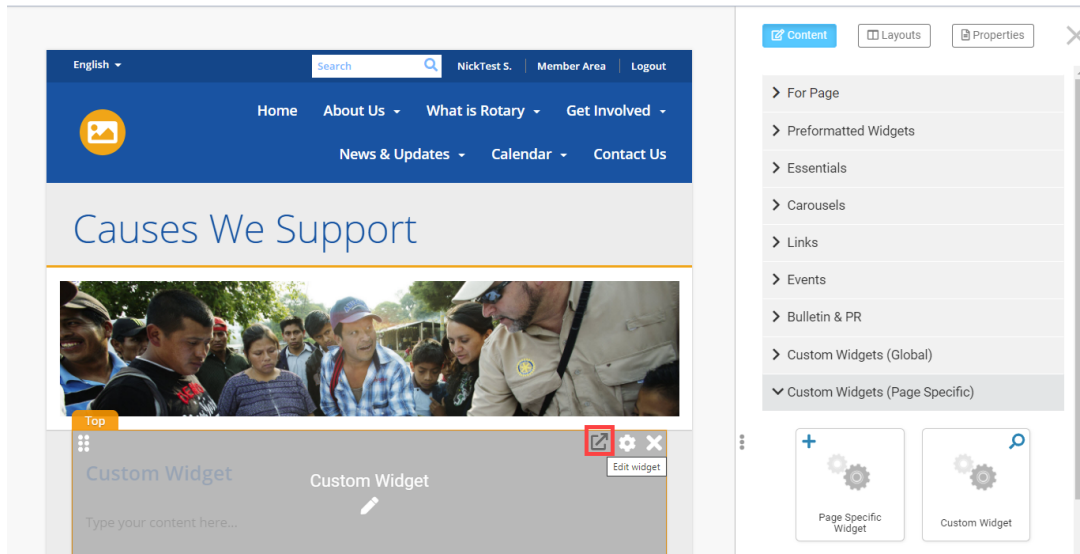 Content
Layouts
Properties
English
Search
NickTest S.
Member Area
Logout
Home
About Us
What is Rotary
Get Involved
News & Updates
Calendar
Contact Us
Causes We Support
Top
Custom Widget
Custom Widget
Edit widget
Type your content here...
For Page
Preformatted Widgets
Essentials
Carousels
Links
Events
Bulletin & PR
Custom Widgets (Global)
Custom Widgets (Page Specific)
Page Specific
Widget
Custom Widget